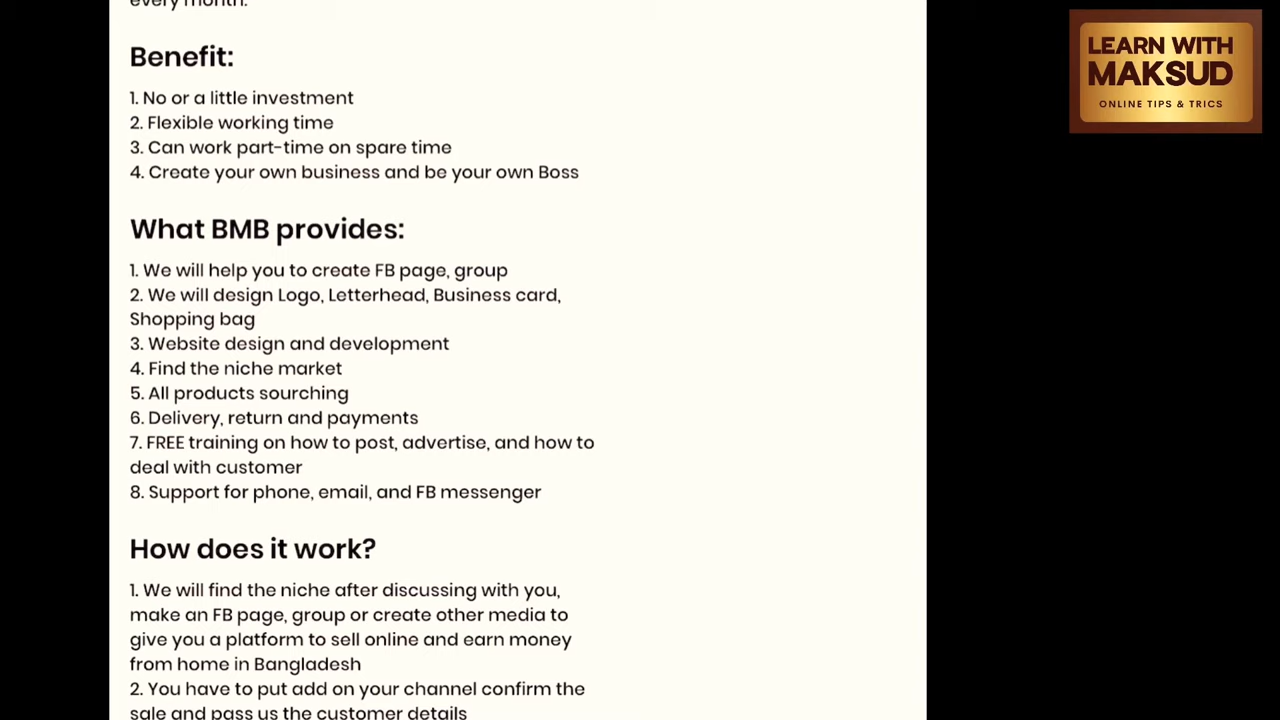 every month.
LEARN WITH
MAKSUD
ONLINE TIPS & TRICS
Benefit:
1. No or a little investment
2. Flexible working time
3. Can work part-time on spare time
4. Create your own business and be your own Boss
What BMB provides:
1. We will help you to create FB page, group
2. We will design Logo, Letterhead, Business card,
Shopping bag
3. Website design and development
4. Find the niche market
5. All products sourching
6. Delivery, return and payments
7. FREE training on how to post, advertise, and how to
deal with customer
8. Support for phone, email, and FB messenger
How does it work?
1. We will find the niche after discussing with you,
make an FB page, group or create other media to
give you a platform to sell online and earn money
from home in Bangladesh
2. You have to put add on your channel confirm the
sale and pass us the customer details